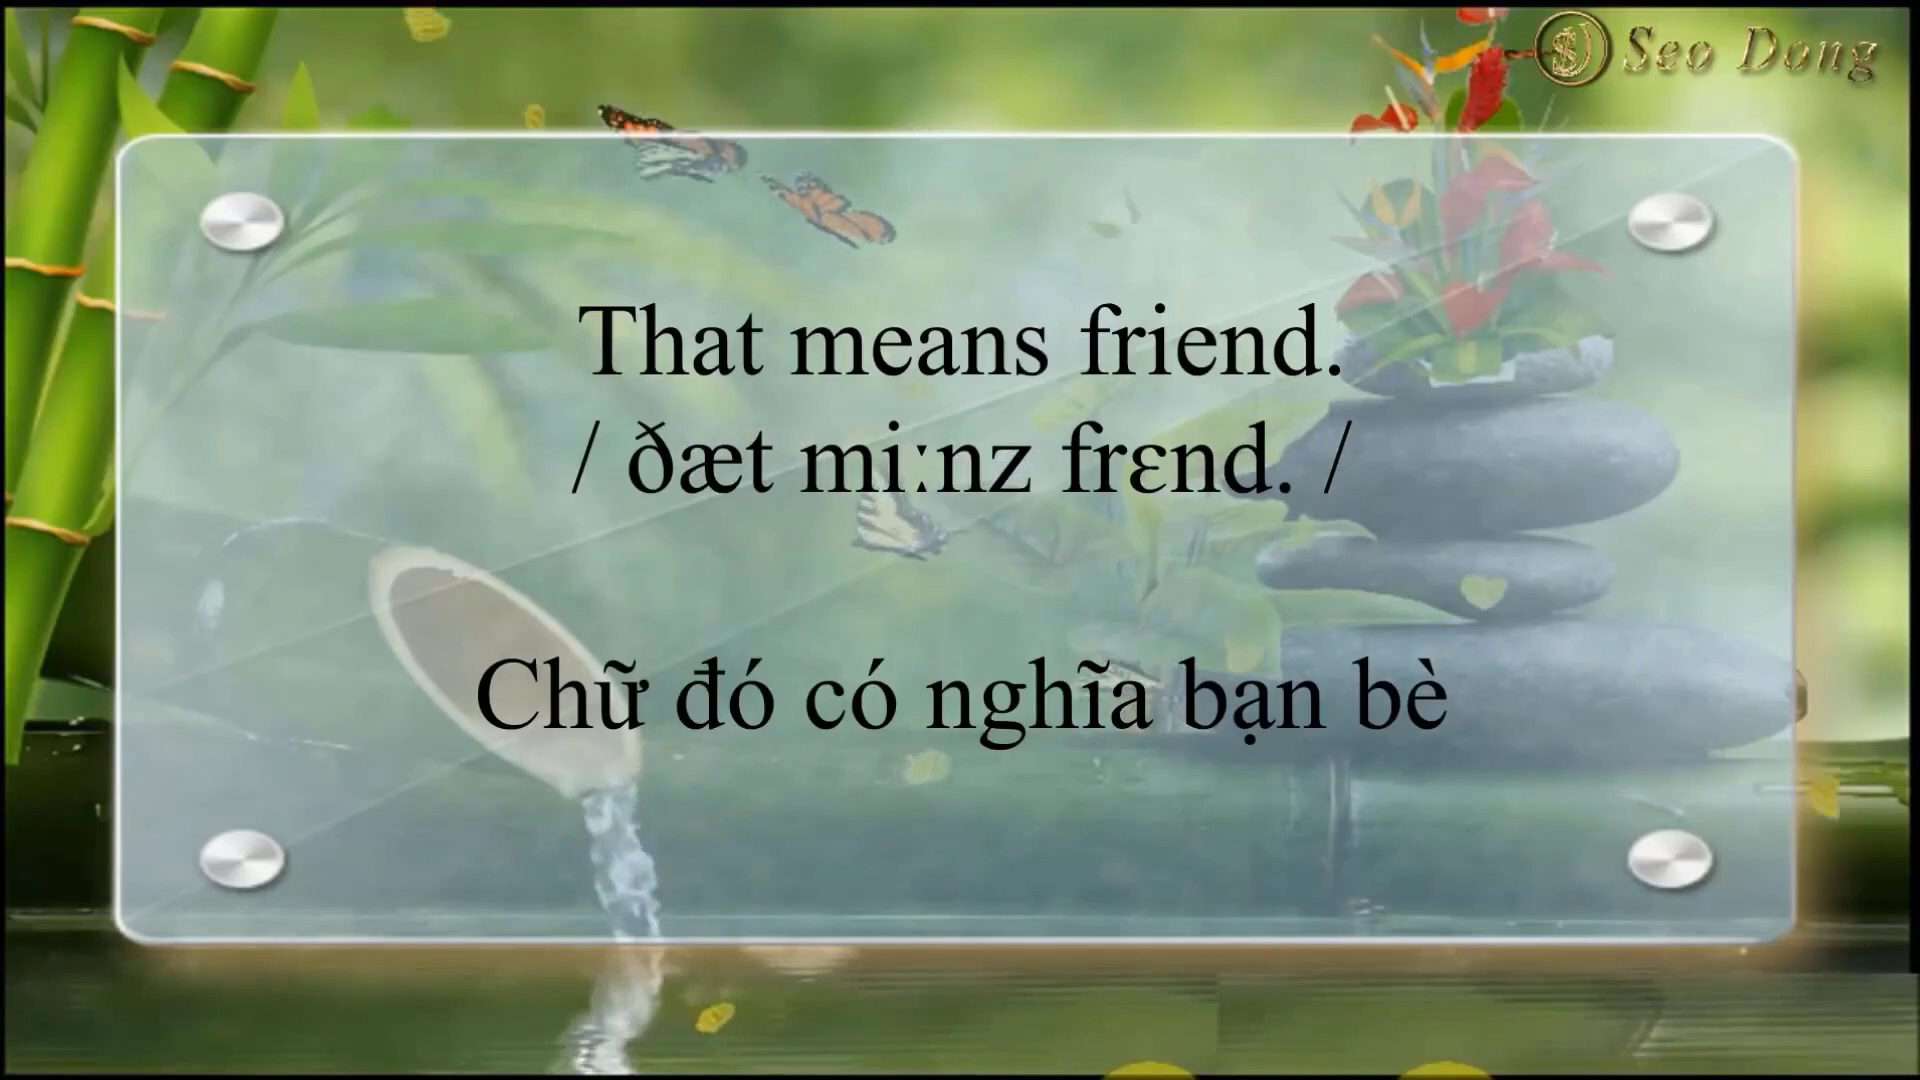 Seo Dong
That means friend.
/ ðæt miːnz frɛnd. /
Chữ đó có nghĩa bạn bè